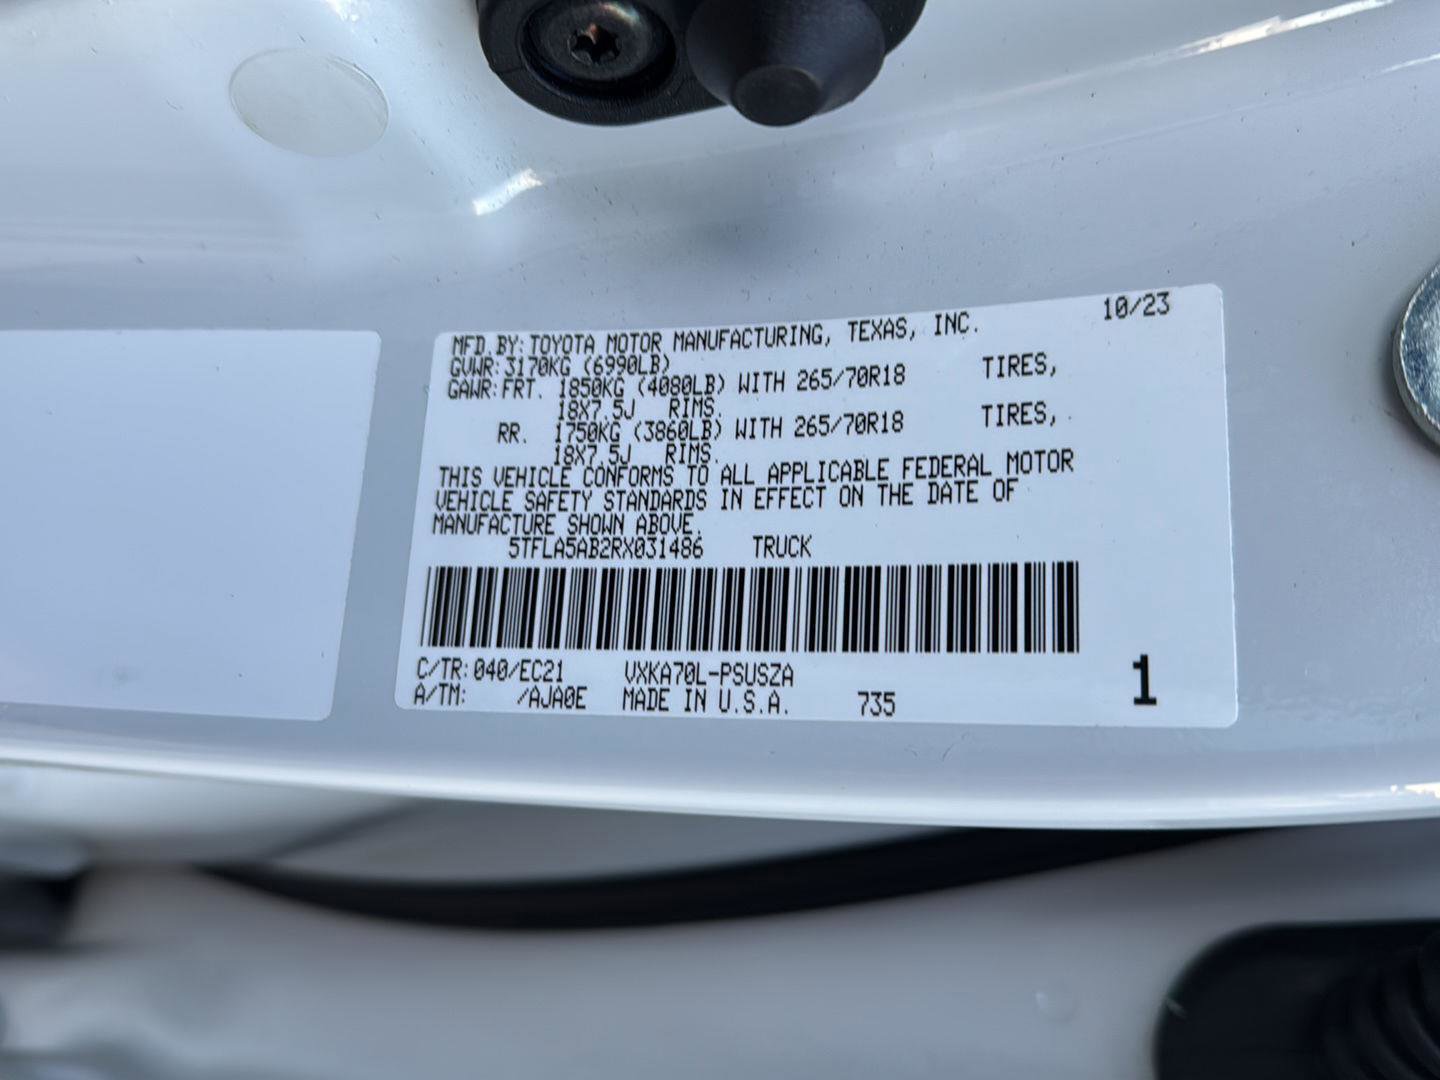 10/23
MFD.BY: TOYOTA MOTOR MANUFACTURING, TEXAS, INC.
GVWR: 3170KG (6990LB)
GAWR: FRT. 1850KG (4080LB) WITH 265/70R18 TIRES,
18X7.5J RIMS.
RR. 1750KG (3860LB) WITH 265/70R18 TIRES,.
18X7.5J RIMS.
THIS VEHICLE CONFORMS TO ALL APPLICABLE FEDERAL MOTOR
VEHICLE SAFETY STANDARDS IN EFFECT ON THE DATE OF
MANUFACTURE SHOWN ABOVE.
5TFLA5AB2RX031486 TRUCK
C/TR: 040/EC21 VXKA70L-PSUSZA
A/TM: /AJA0E MADE IN U.S.A. 735
1